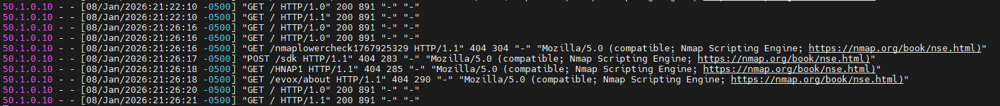 50.1.0.10 - - [08/Jan/2026:21:22:10 -0500] "GET / HTTP/1.0" 200 891 "-" "-"
50.1.0.10 - - [08/Jan/2026:21:22:10 -0500] "GET / HTTP/1.1" 200 891 "-" "-"
50.1.0.10 - - [08/Jan/2026:21:26:16 -0500] "GET / HTTP/1.0" 200 891 "-" "-"
50.1.0.10 - - [08/Jan/2026:21:26:16 -0500] "GET / HTTP/1.0" 200 891 "-" "-"
50.1.0.10 - - [08/Jan/2026:21:26:16 -0500] "GET /nmaplowercheck1767925329 HTTP/1.1" 404 304 "-" "Mozilla/5.0 (compatible; Nmap Scripting Engine; https://nmap.org/book/nse.html)"
50.1.0.10 - - [08/Jan/2026:21:26:17 -0500] "POST /sdk HTTP/1.1" 404 283 "-" "Mozilla/5.0 (compatible; Nmap Scripting Engine; https://nmap.org/book/nse.html)"
50.1.0.10 - - [08/Jan/2026:21:26:18 -0500] "GET /HNAP1 HTTP/1.1" 404 285 "-" "Mozilla/5.0 (compatible; Nmap Scripting Engine; https://nmap.org/book/nse.html)"
50.1.0.10 - - [08/Jan/2026:21:26:18 -0500] "GET /evox/about HTTP/1.1" 404 290 "-" "Mozilla/5.0 (compatible; Nmap Scripting Engine; https://nmap.org/book/nse.html)"
50.1.0.10 - - [08/Jan/2026:21:26:20 -0500] "GET / HTTP/1.0" 200 891 "-" "-"
50.1.0.10 - - [08/Jan/2026:21:26:21 -0500] "GET / HTTP/1.1" 200 891 "-" "-"